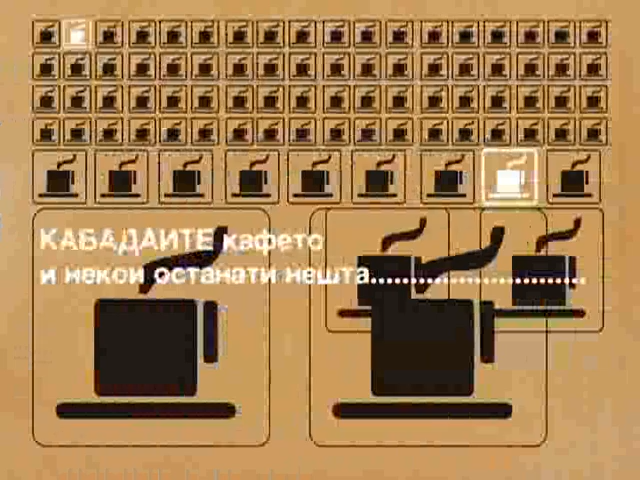 КАБАДАИТЕ кафето
и некои останати нешта..............................